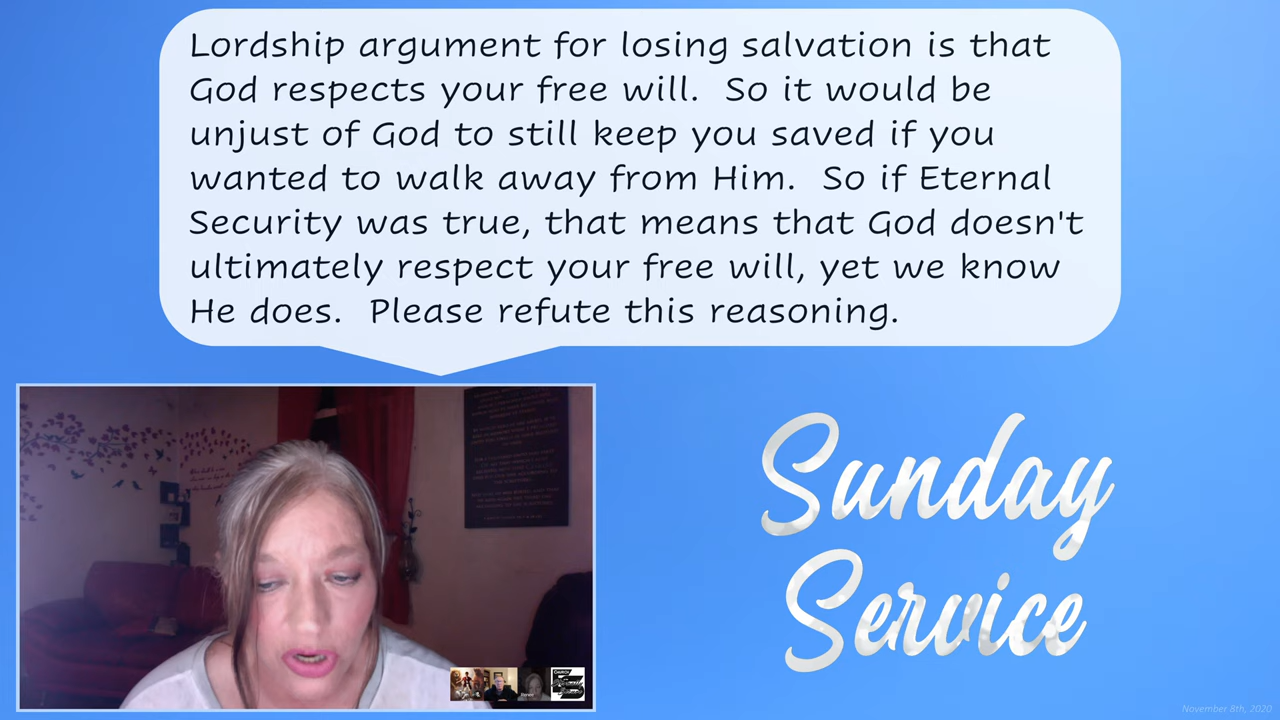 Lordship argument for losing salvation is that
God respects your free will.  So it would be
unjust of God to still keep you saved if you
wanted to walk away from Him.  So if Eternal
Security was true, that means that God doesn't
ultimately respect your free will, yet we know
He does.  Please refute this reasoning.
Sunday
Service
November 8th, 2020